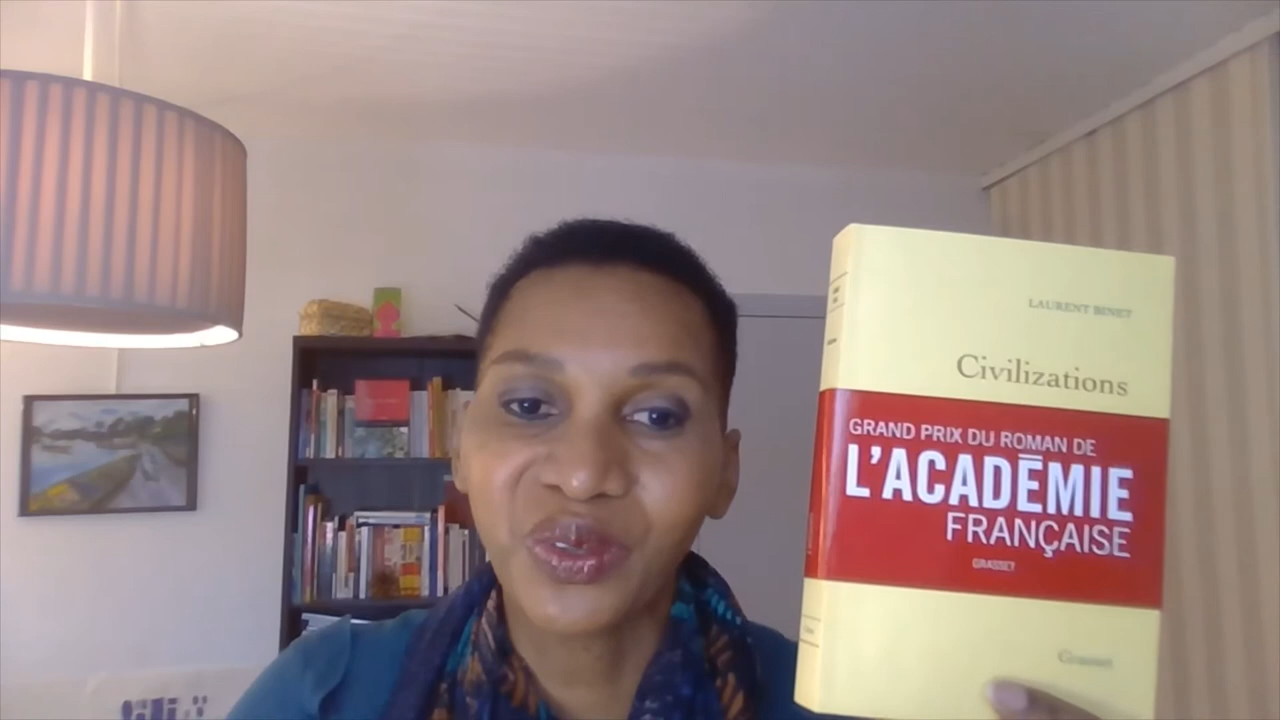 LAURENT BINET
Civilizations
GRAND PRIX DU ROMAN DE
L'ACADÉMIE
FRANÇAISE
GRASSET
Grasset